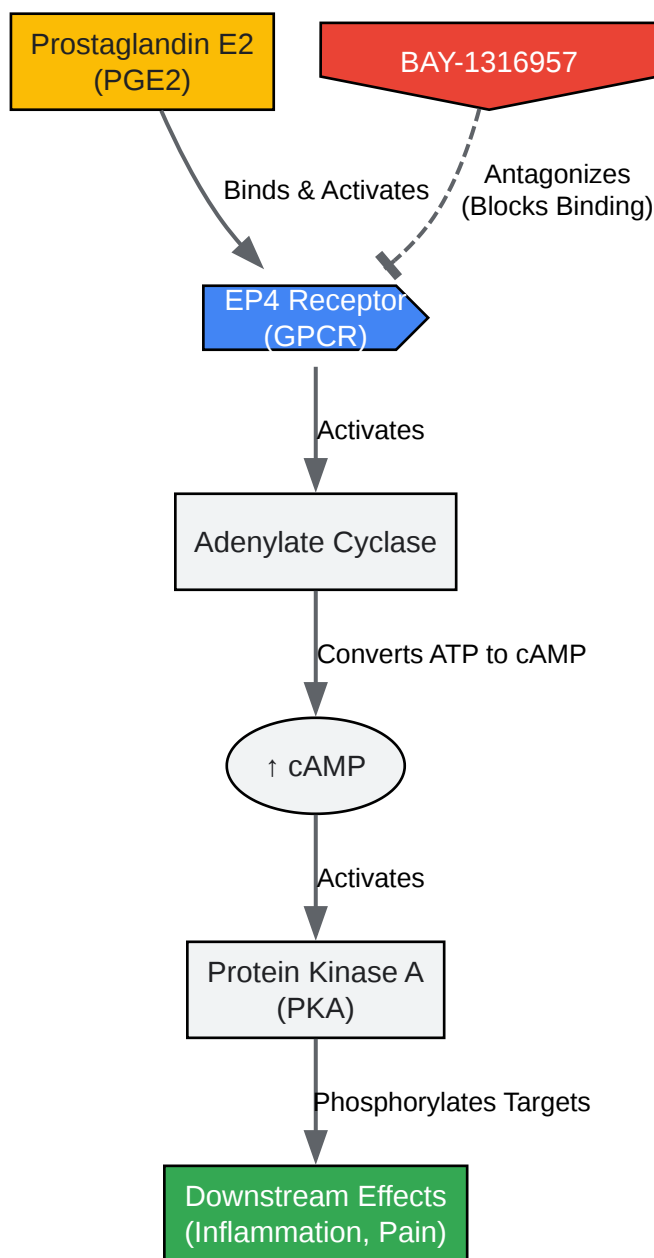 Prostaglandin E2
(PGE2)
BAY-1316957
Binds & Activates
Antagonizes
(Blocks Binding)
EP4 Receptor
(GPCR)
Activates
Adenylate Cyclase
Converts ATP to cAMP
↑ cAMP
Activates
Protein Kinase A
(PKA)
Phosphorylates Targets
Downstream Effects
(Inflammation, Pain)